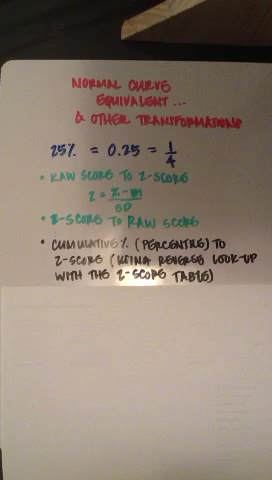 NORMAL CURVE
EQUIVALENT...
& OTHER TRANSFORMATIONS
25% = 0.25 = 1/4
• RAW SCORE TO Z-SCORE
Z = X-M / SD
• Z-SCORE TO RAW SCORE
• CUMULATIVE % (PERCENTILE) TO
Z-SCORE (USING REVERSE LOOK-UP
WITH THE Z-SCORE TABLE)